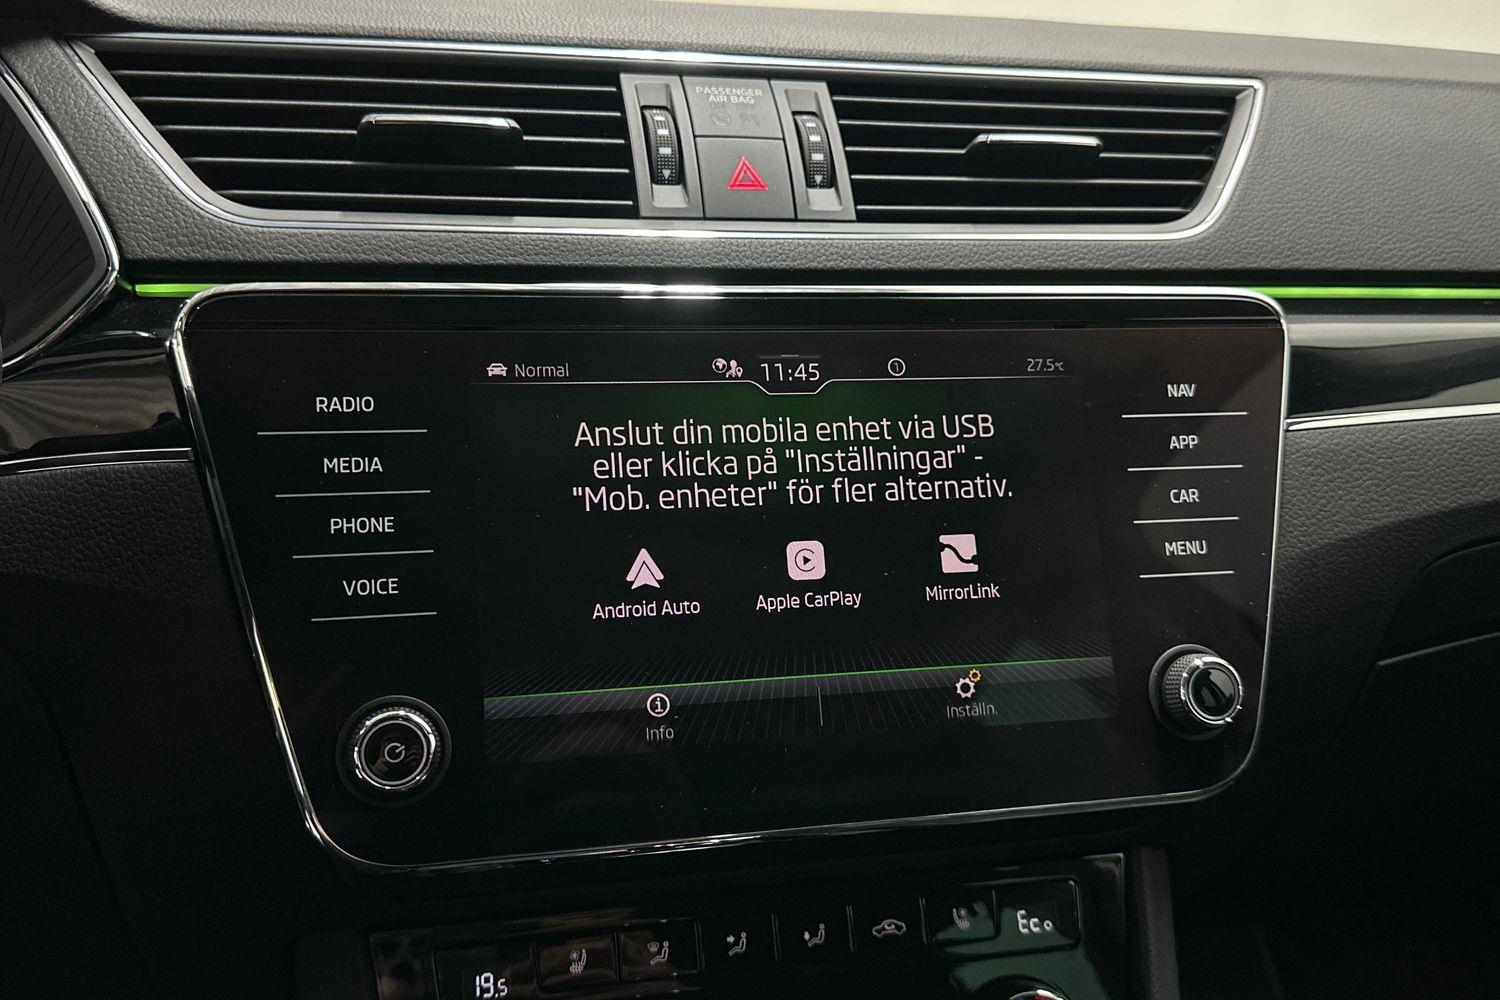 PASSENGER
AIR BAG
Normal
11:45
1
27.5°C
RADIO
MEDIA
PHONE
VOICE
Anslut din mobila enhet via USB
eller klicka på "Inställningar" -
"Mob. enheter" för fler alternativ.
Android Auto
Apple CarPlay
MirrorLink
Info
Inställn.
NAV
APP
CAR
MENU
19.5
Eco